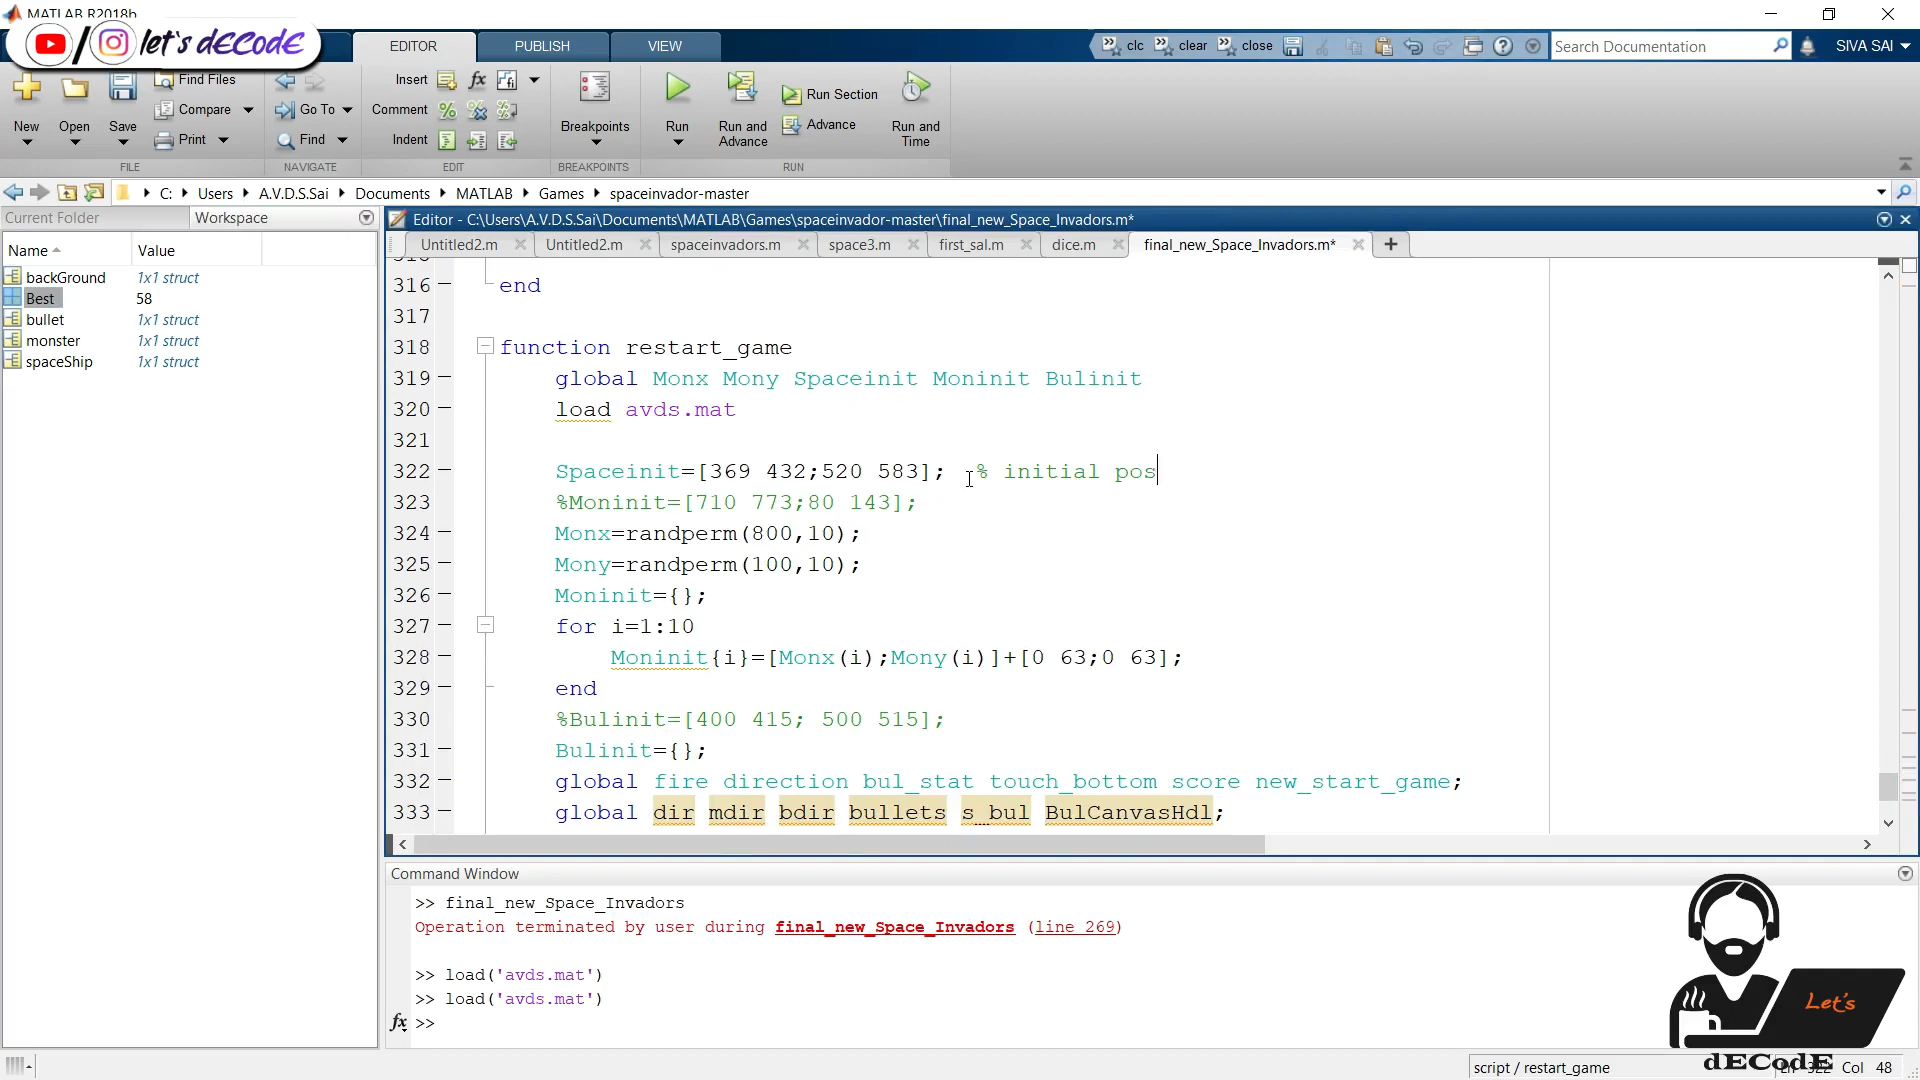 MATLAB R2018b
let's dECodE
EDITOR PUBLISH VIEW
clc clear close
Search Documentation
SIVA SAI
New Open Save
Find Files
Compare
Print
FILE
Go To
Find
NAVIGATE
Insert
Comment
Indent
EDIT
Breakpoints
BREAKPOINTS
Run
Run and Advance
Run Section
Advance
Run and Time
RUN
C: Users A.V.D.S.Sai Documents MATLAB Games spaceinvador-master
Current Folder Workspace
Name Value
backGround 1x1 struct
Best 58
bullet 1x1 struct
monster 1x1 struct
spaceShip 1x1 struct
Editor - C:\Users\A.V.D.S.Sai\Documents\MATLAB\Games\spaceinvador-master\final_new_Space_Invadors.m*
Untitled2.m Untitled2.m spaceinvadors.m space3.m first_sal.m dice.m final_new_Space_Invadors.m*
316 end
317
318 function restart_game
319 global Monx Mony Spaceinit Moninit Bulinit
320 load avds.mat
321
322 Spaceinit=[369 432;520 583]; % initial pos
323 %Moninit=[710 773;80 143];
324 Monx=randperm(800,10);
325 Mony=randperm(100,10);
326 Moninit={};
327 for i=1:10
328 Moninit{i}=[Monx(i);Mony(i)]+[0 63;0 63];
329 end
330 %Bulinit=[400 415; 500 515];
331 Bulinit={};
332 global fire direction bul_stat touch_bottom score new_start_game;
333 global dir mdir bdir bullets s_bul BulCanvasHdl;
Command Window
>> final_new_Space_Invadors
Operation terminated by user during final_new_Space_Invadors (line 269)
>> load('avds.mat')
>> load('avds.mat')
fx >>
Let's
dECodE
script / restart_game Ln 322 Col 48